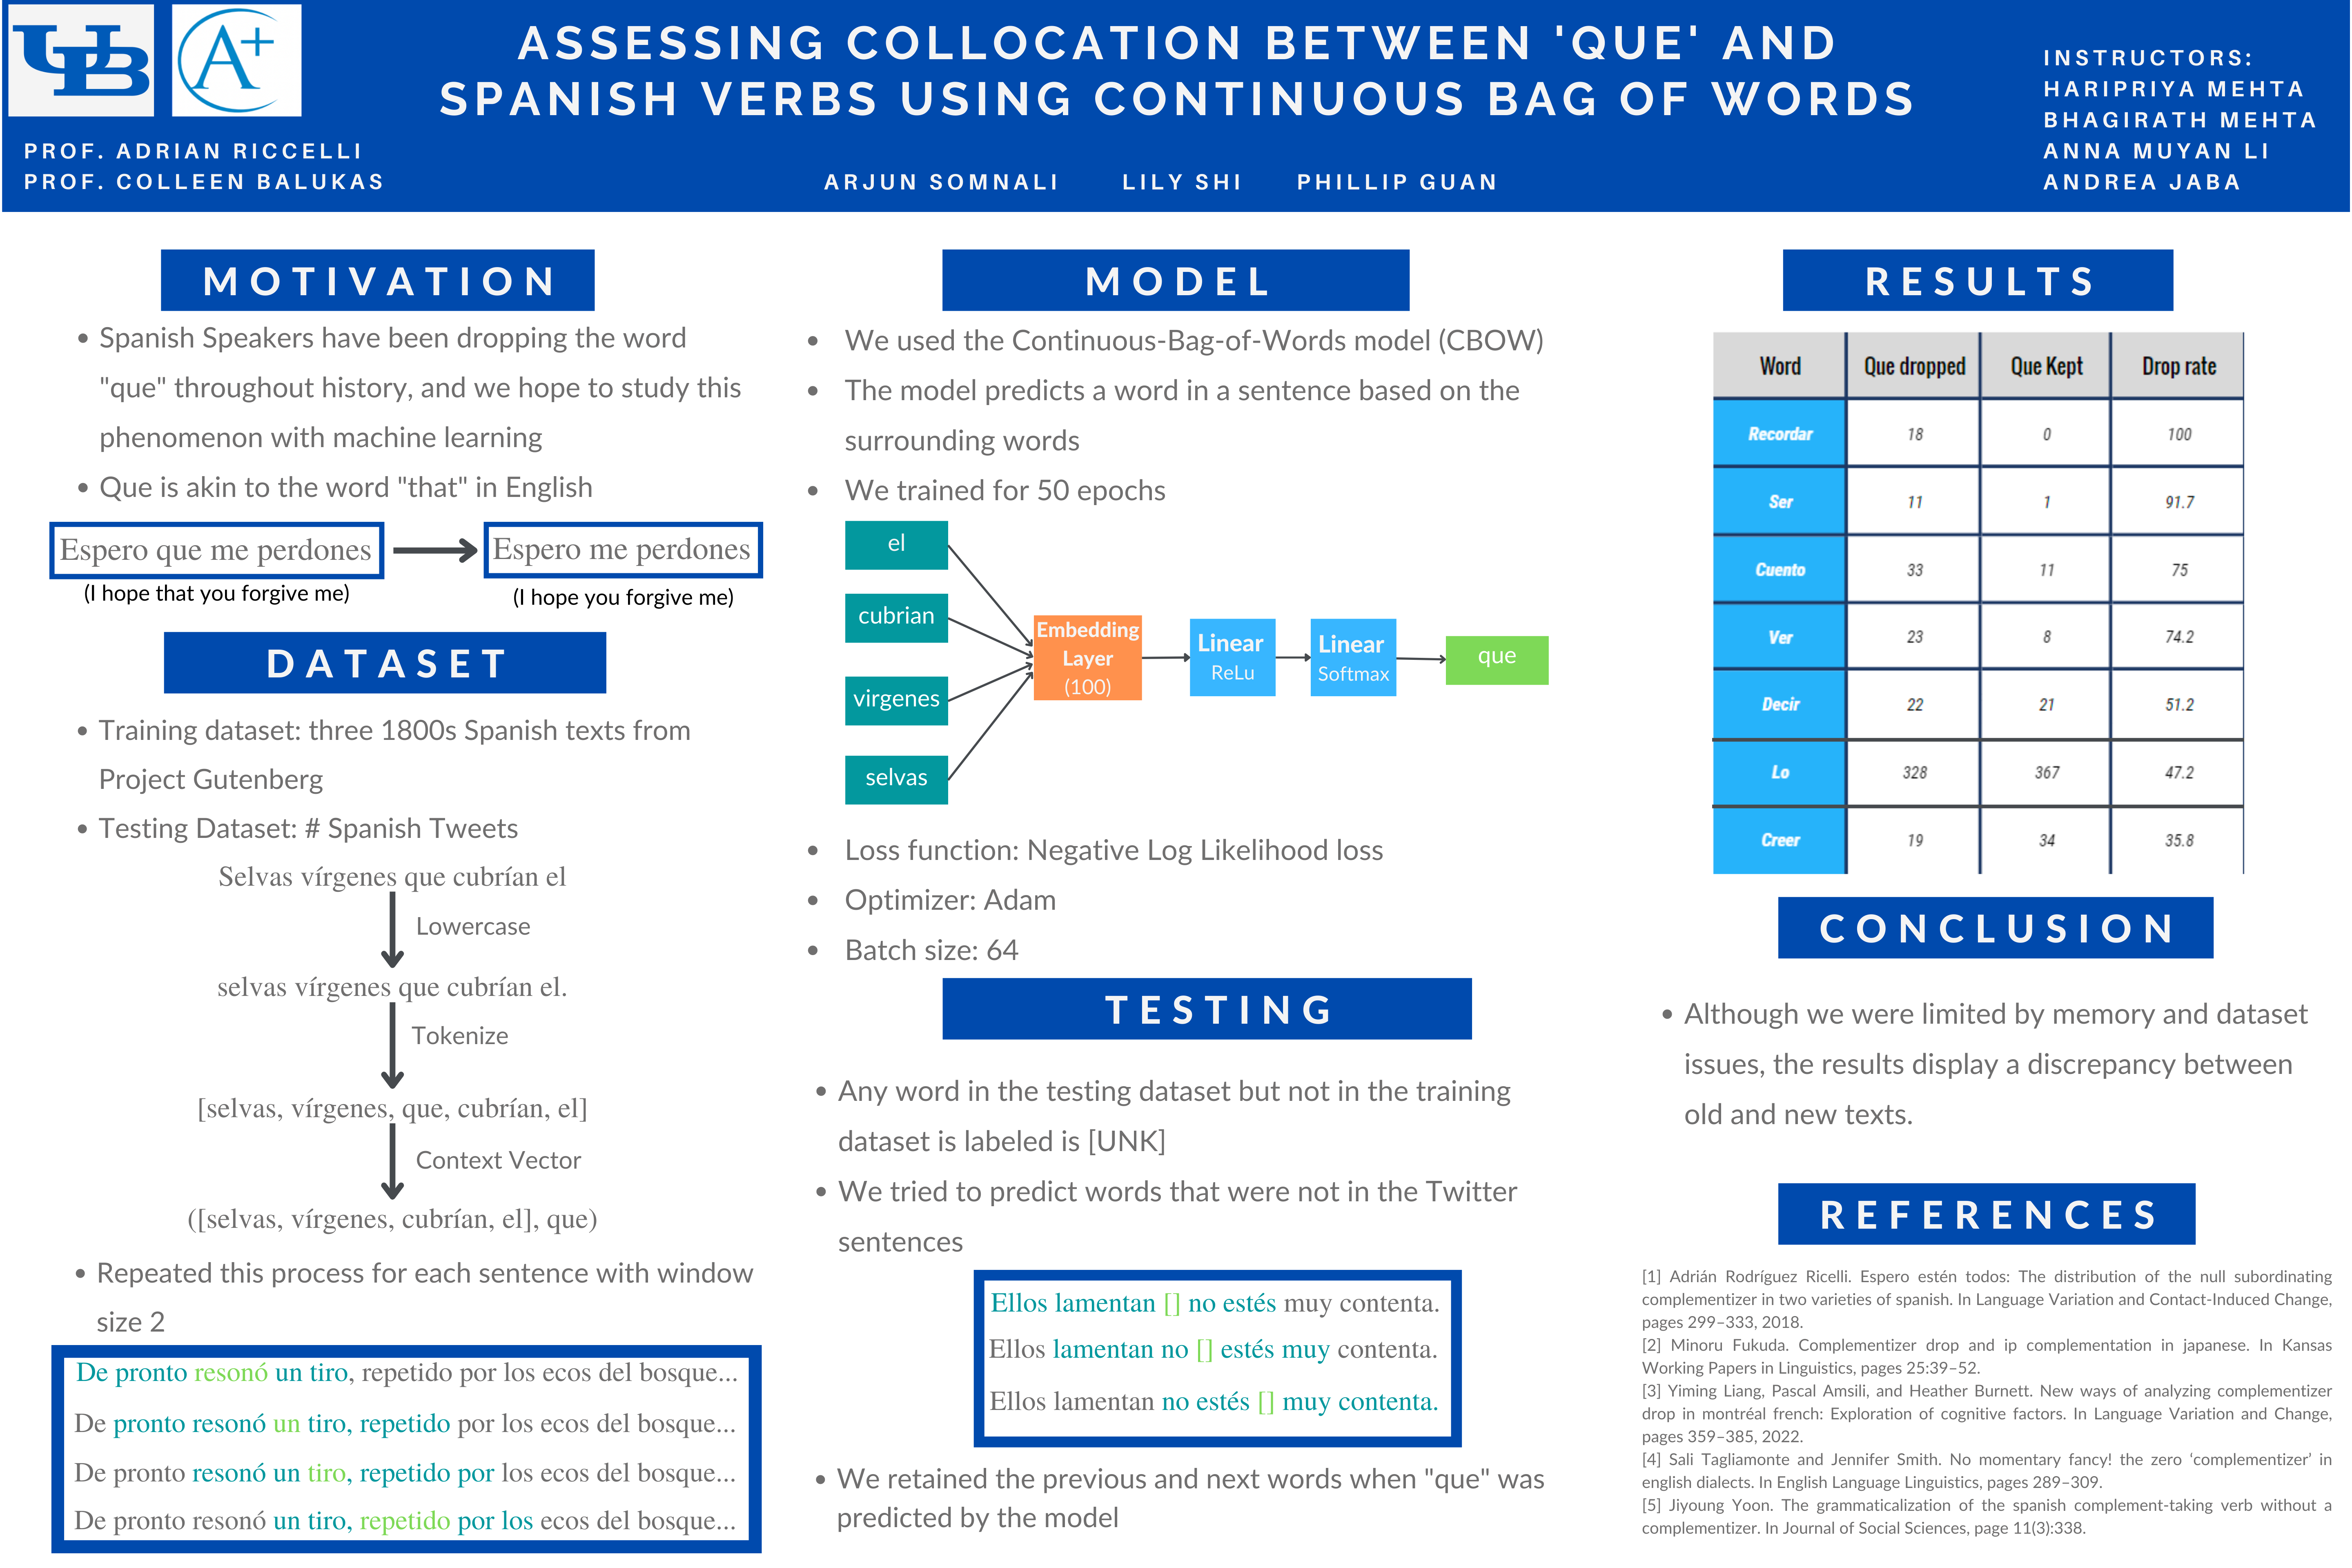 UB
A+
ASSESSING COLLOCATION BETWEEN 'QUE' AND
SPANISH VERBS USING CONTINUOUS BAG OF WORDS
PROF. ADRIAN RICCELLI
PROF. COLLEEN BALUKAS
ARJUN SOMNALI LILY SHI PHILLIP GUAN
INSTRUCTORS:
HARIPRIYA MEHTA
BHAGIRATH MEHTA
ANNA MUYAN LI
ANDREA JABA
MOTIVATION
• Spanish Speakers have been dropping the word
"que" throughout history, and we hope to study this
phenomenon with machine learning
• Que is akin to the word "that" in English
Espero que me perdones
(I hope that you forgive me)
Espero me perdones
(I hope you forgive me)
DATASET
• Training dataset: three 1800s Spanish texts from
Project Gutenberg
• Testing Dataset: # Spanish Tweets
Selvas vírgenes que cubrían el
Lowercase
selvas vírgenes que cubrían el.
Tokenize
[selvas, vírgenes, que, cubrían, el]
Context Vector
([selvas, vírgenes, cubrían, el], que)
• Repeated this process for each sentence with window
size 2
De pronto resonó un tiro, repetido por los ecos del bosque...
De pronto resonó un tiro, repetido por los ecos del bosque...
De pronto resonó un tiro, repetido por los ecos del bosque...
De pronto resonó un tiro, repetido por los ecos del bosque...
MODEL
• We used the Continuous-Bag-of-Words model (CBOW)
• The model predicts a word in a sentence based on the
surrounding words
• We trained for 50 epochs
el
cubrian
virgenes
selvas
Embedding
Layer
(100)
Linear
ReLu
Linear
Softmax
que
• Loss function: Negative Log Likelihood loss
• Optimizer: Adam
• Batch size: 64
TESTING
• Any word in the testing dataset but not in the training
dataset is labeled is [UNK]
• We tried to predict words that were not in the Twitter
sentences
Ellos lamentan [] no estés muy contenta.
Ellos lamentan no [] estés muy contenta.
Ellos lamentan no estés [] muy contenta.
• We retained the previous and next words when "que" was
predicted by the model
RESULTS
Word Que dropped Que Kept Drop rate
Recordar 18 0 100
Ser 11 1 91.7
Cuento 33 11 75
Ver 23 8 74.2
Decir 22 21 51.2
Lo 328 367 47.2
Creer 19 34 35.8
CONCLUSION
• Although we were limited by memory and dataset
issues, the results display a discrepancy between
old and new texts.
REFERENCES
[1] Adrián Rodríguez Ricelli. Espero estén todos: The distribution of the null subordinating
complementizer in two varieties of spanish. In Language Variation and Contact-Induced Change,
pages 299–333, 2018.
[2] Minoru Fukuda. Complementizer drop and ip complementation in japanese. In Kansas
Working Papers in Linguistics, pages 25:39–52.
[3] Yiming Liang, Pascal Amsili, and Heather Burnett. New ways of analyzing complementizer
drop in montréal french: Exploration of cognitive factors. In Language Variation and Change,
pages 359–385, 2022.
[4] Sali Tagliamonte and Jennifer Smith. No momentary fancy! the zero ‘complementizer’ in
english dialects. In English Language Linguistics, pages 289–309.
[5] Jiyoung Yoon. The grammaticalization of the spanish complement-taking verb without a
complementizer. In Journal of Social Sciences, page 11(3):338.